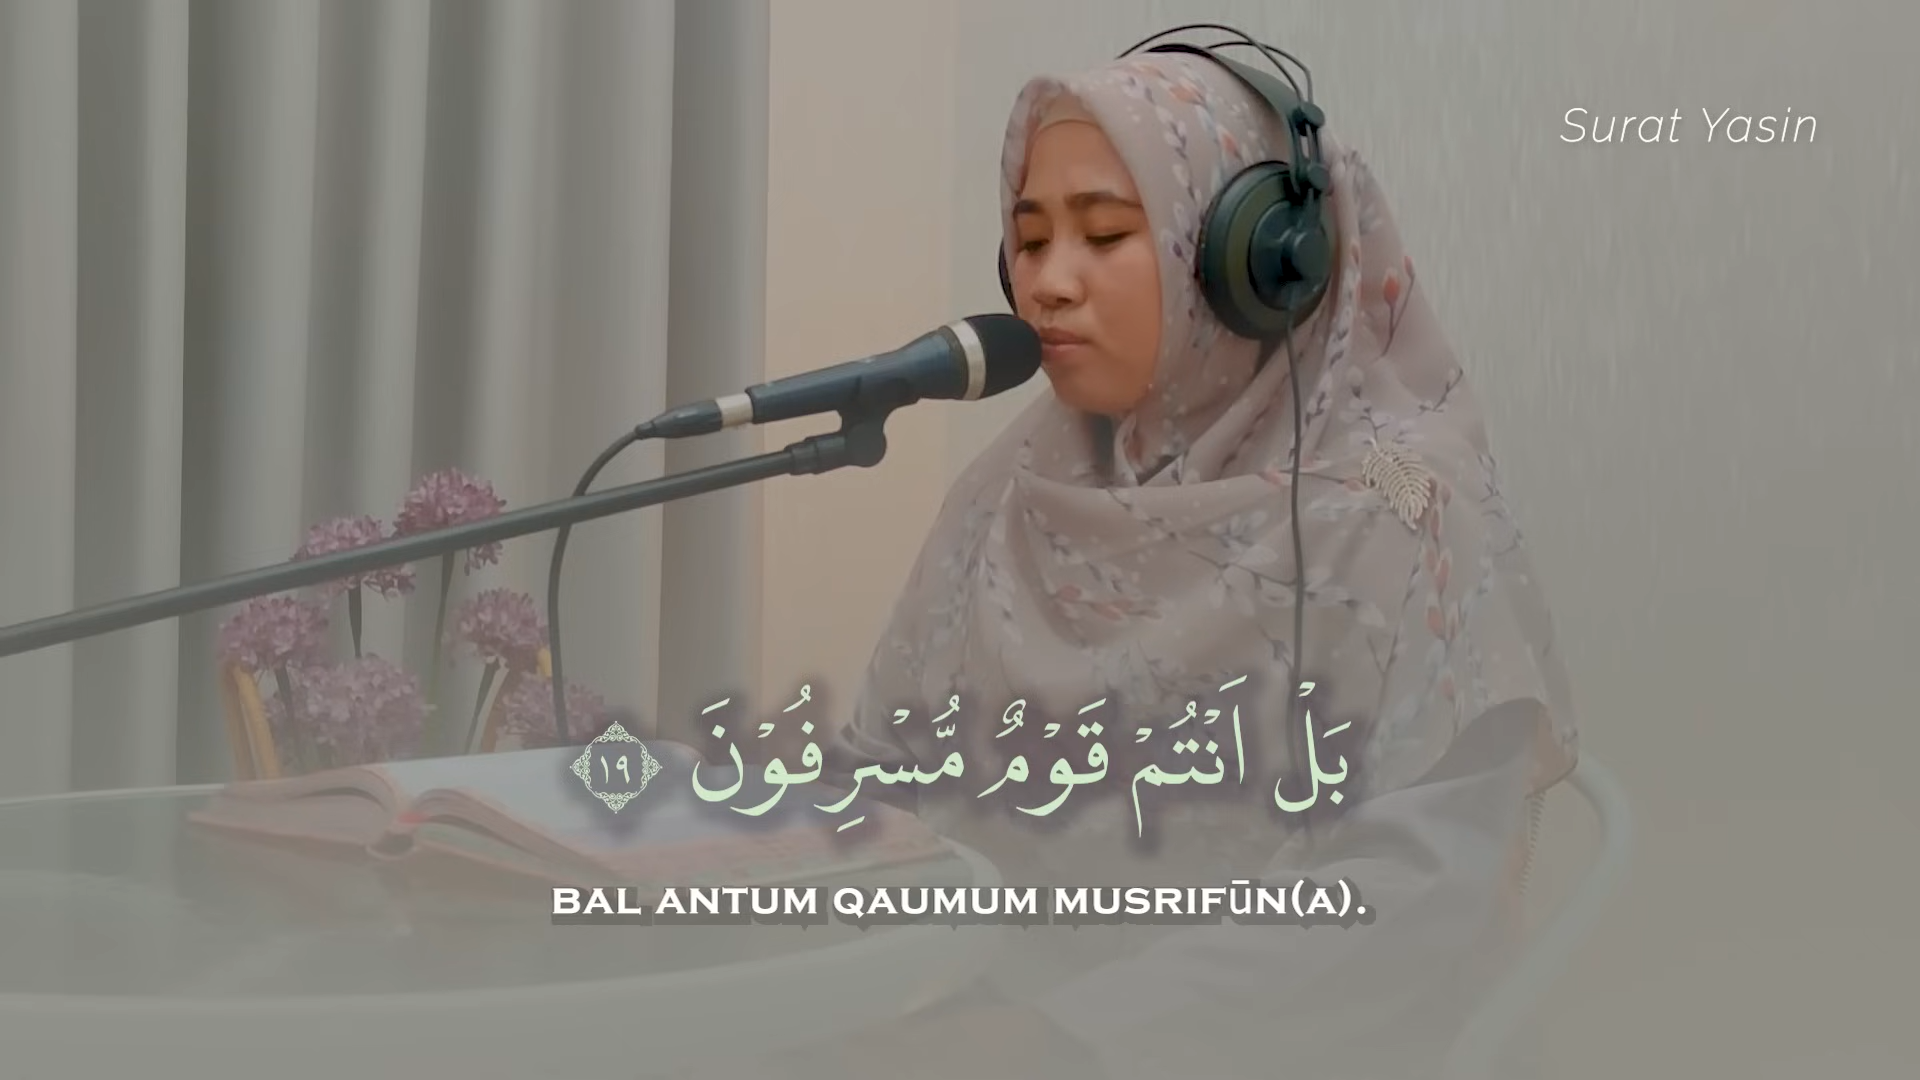 Surat Yasin
بَلْ اَنْتُمْ قَوْمٌ مُّسْرِفُوْنَ ١٩
BAL ANTUM QAUMUM MUSRIFŪN(A).